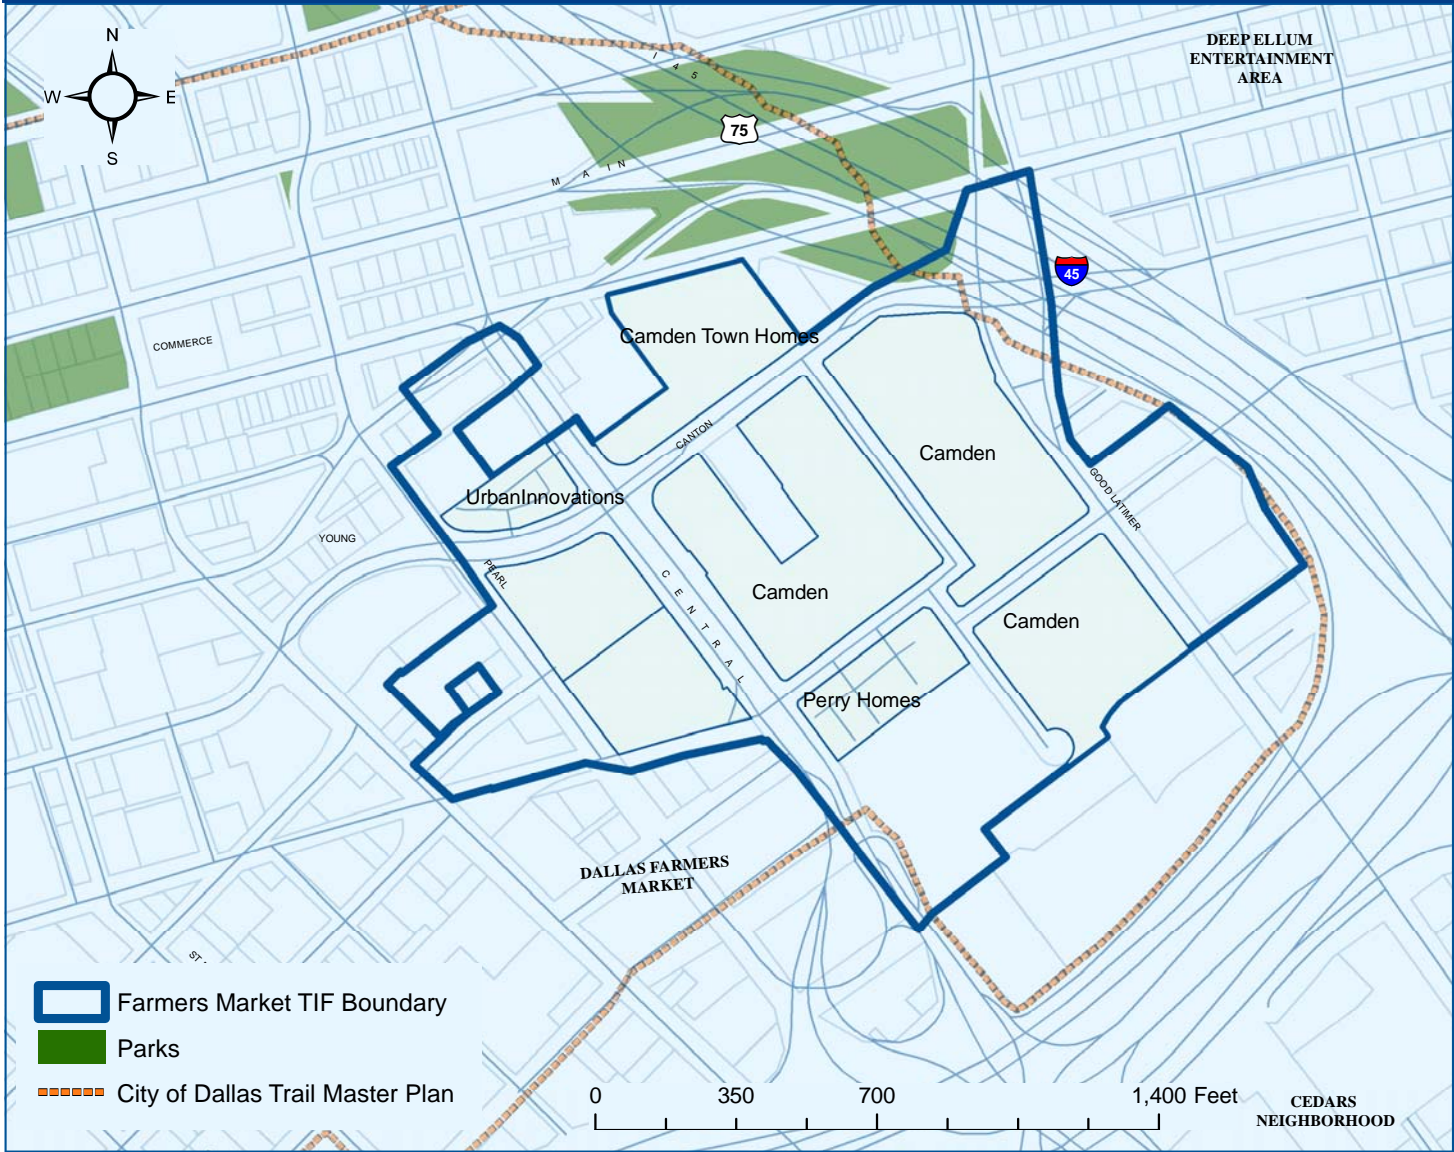 N
W E
S
DEEP ELLUM
ENTERTAINMENT
AREA
I 45
75
MAIN
45
COMMERCE
Camden Town Homes
CANTON
Camden
GOOD LATIMER
UrbanInnovations
YOUNG
PEARL
CENTRAL
Camden
Camden
Perry Homes
DALLAS FARMERS
MARKET
Farmers Market TIF Boundary
Parks
City of Dallas Trail Master Plan
0 350 700 1,400 Feet
CEDARS
NEIGHBORHOOD